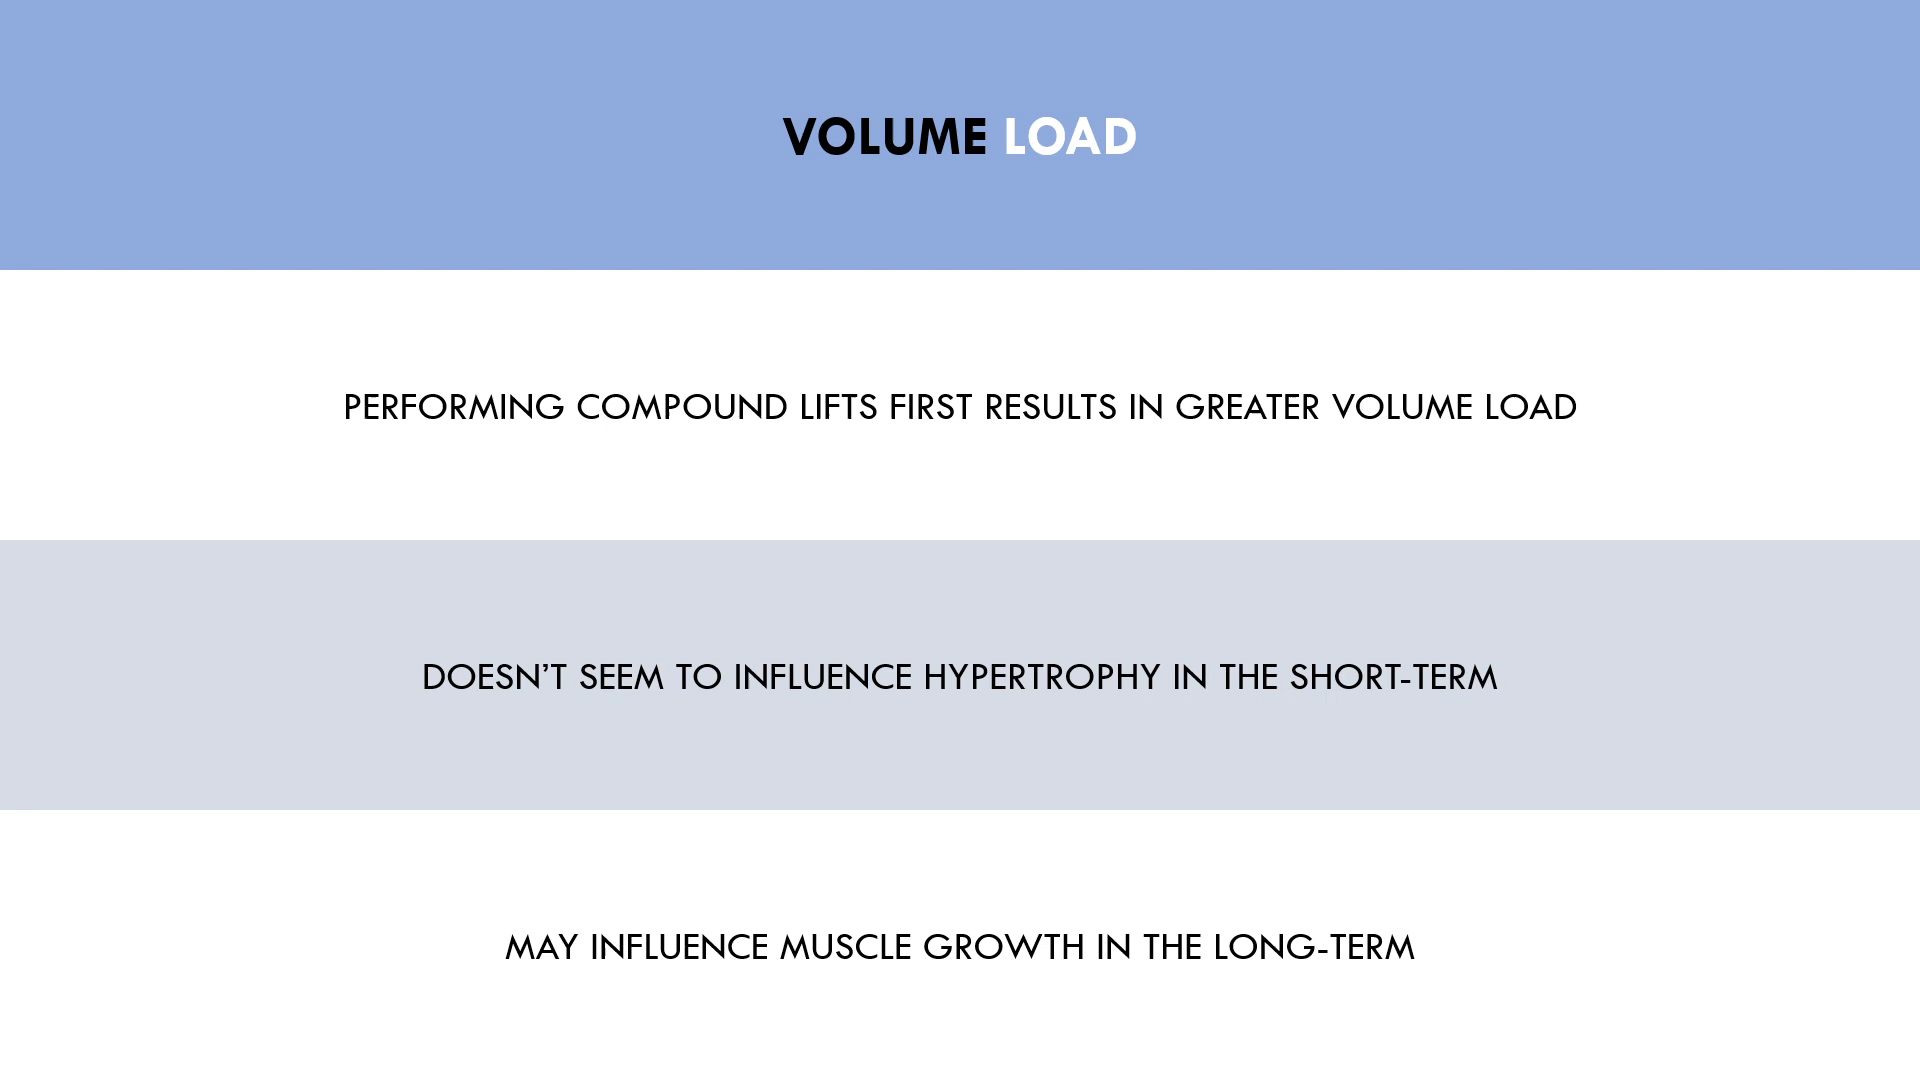 VOLUME LOAD
PERFORMING COMPOUND LIFTS FIRST RESULTS IN GREATER VOLUME LOAD
DOESN’T SEEM TO INFLUENCE HYPERTROPHY IN THE SHORT-TERM
MAY INFLUENCE MUSCLE GROWTH IN THE LONG-TERM